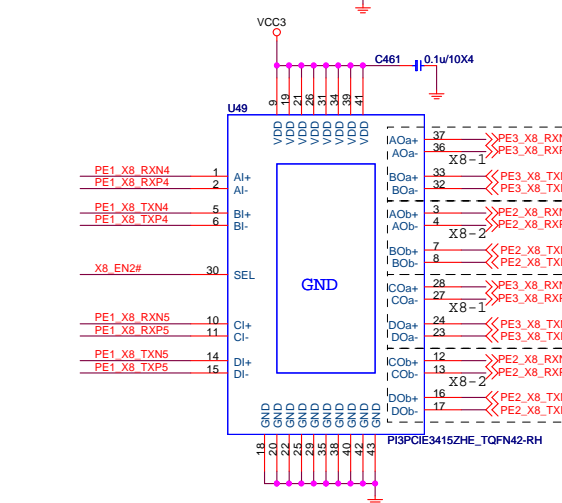 VCC3
C461 0.1u/10X4
9 19 21 26 31 34 39 41
U49
VDD VDD VDD VDD VDD VDD VDD VDD
AOa+ 37 PE3_X8_RXN
AOa- 36 PE3_X8_RXP
X8-1
PE1_X8_RXN4 1 AI+ BOa+ 33 PE3_X8_TX
PE1_X8_RXP4 2 AI- BOa- 32 PE3_X8_TX
PE1_X8_TXN4 5 BI+ AOb+ 3 PE2_X8_RXN
PE1_X8_TXP4 6 BI- AOb- 4 PE2_X8_RXP
X8-2
BOb+ 7 PE2_X8_TX
BOb- 8 PE2_X8_TX
X8_EN2# 30 SEL
GND
COa+ 28 PE3_X8_RXN
COa- 27 PE3_X8_RXP
X8-1
PE1_X8_RXN5 10 CI+ DOa+ 24 PE3_X8_TX
PE1_X8_RXP5 11 CI- DOa- 23 PE3_X8_TX
PE1_X8_TXN5 14 DI+ COb+ 12 PE2_X8_RXN
PE1_X8_TXP5 15 DI- COb- 13 PE2_X8_RXP
X8-2
DOb+ 16 PE2_X8_TX
DOb- 17 PE2_X8_TX
GND GND GND GND GND GND GND GND GND GND
18 20 22 25 29 35 38 40 42 43
PI3PCIE3415ZHE_TQFN42-RH